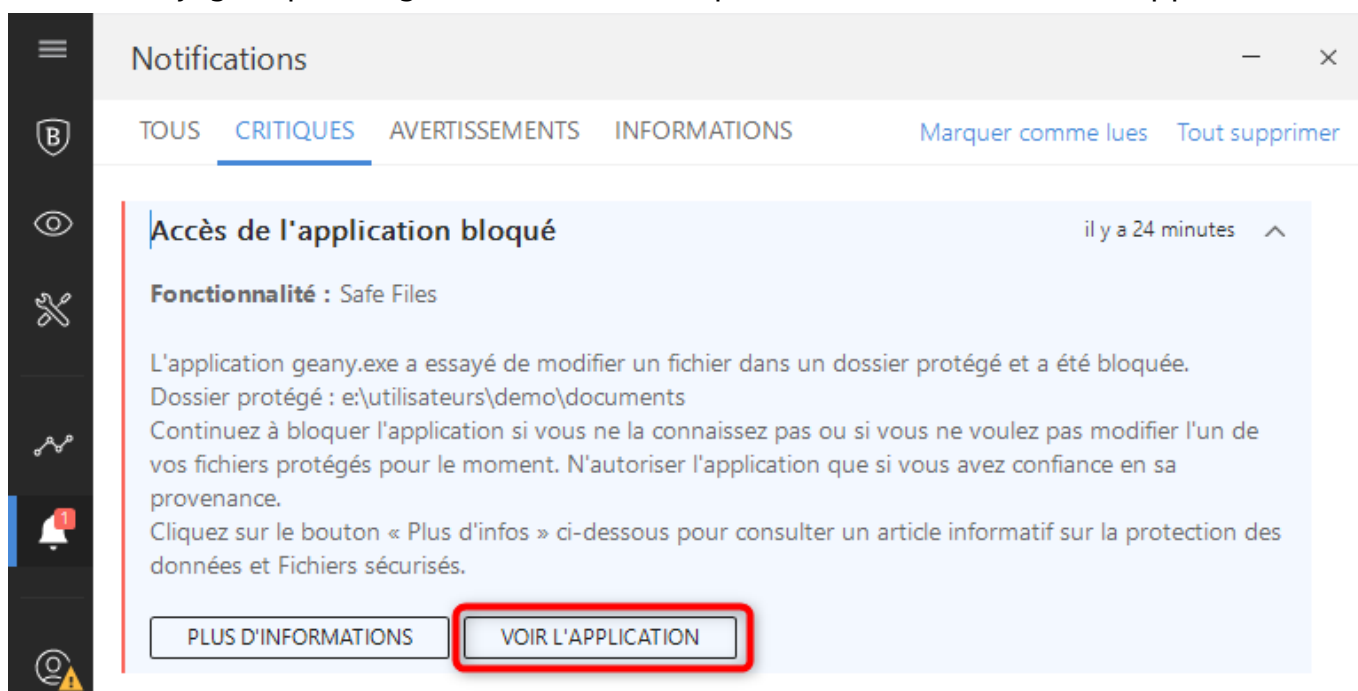 Notifications
TOUS CRITIQUES AVERTISSEMENTS INFORMATIONS Marquer comme lues Tout supprimer
B
Accès de l'application bloqué il y a 24 minutes
Fonctionnalité : Safe Files
L'application geany.exe a essayé de modifier un fichier dans un dossier protégé et a été bloquée.
Dossier protégé : e:\utilisateurs\demo\documents
Continuez à bloquer l'application si vous ne la connaissez pas ou si vous ne voulez pas modifier l'un de
vos fichiers protégés pour le moment. N'autoriser l'application que si vous avez confiance en sa
provenance.
1
Cliquez sur le bouton « Plus d'infos » ci-dessous pour consulter un article informatif sur la protection des
données et Fichiers sécurisés.
PLUS D'INFORMATIONS VOIR L'APPLICATION